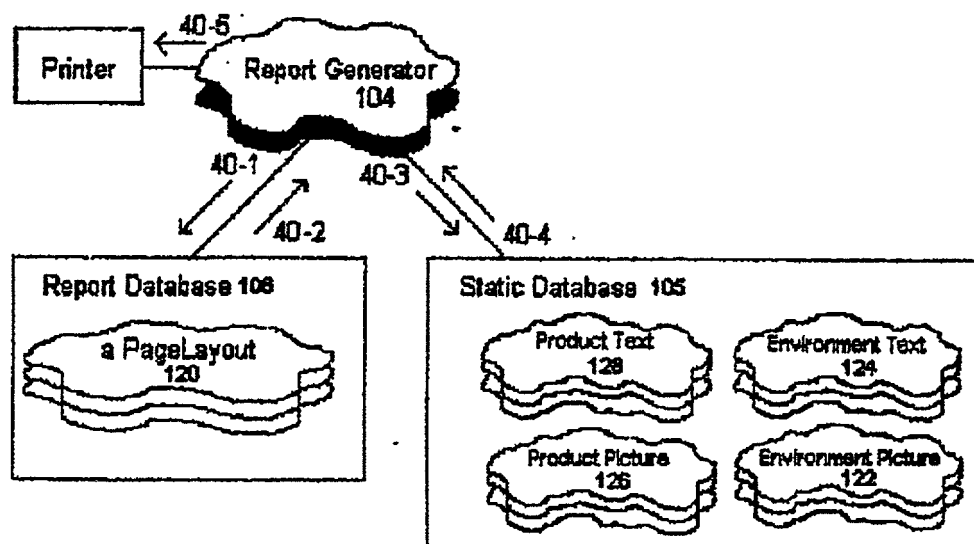 40-5
Printer
Report Generator
104
40-1
40-3
40-2
40-4
Report Database 106
a PageLayout
120
Static Database 105
Product Text
128
Environment Text
124
Product Picture
126
Environment Picture
122